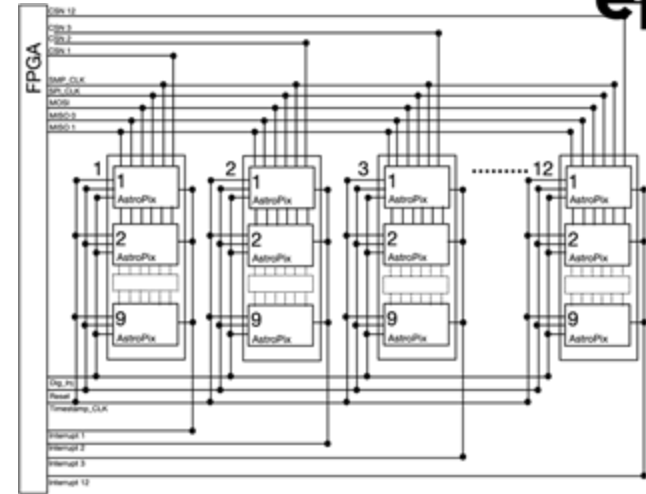 CSN 12
CSN 3
CSN 2
CSN 1
FPGA
SMP_CLK
SPI_CLK
MOSI
MISO 0
MISO 1
1
2
3
12
1
AstroPix
1
AstroPix
1
AstroPix
1
AstroPix
2
AstroPix
2
AstroPix
2
AstroPix
2
AstroPix
9
AstroPix
9
AstroPix
9
AstroPix
9
AstroPix
Dig_Inj
Reset
Timestamp_CLK
Interrupt 1
Interrupt 2
Interrupt 3
Interrupt 12